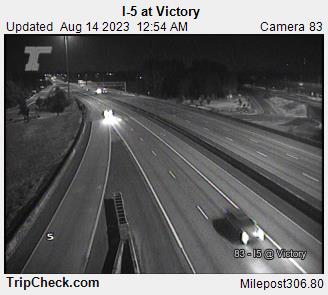 I-5 at Victory
Updated Aug 14 2023 12:54 AM Camera 83
T
S
83 - I5 @ Victory
TripCheck.com Milepost306.80